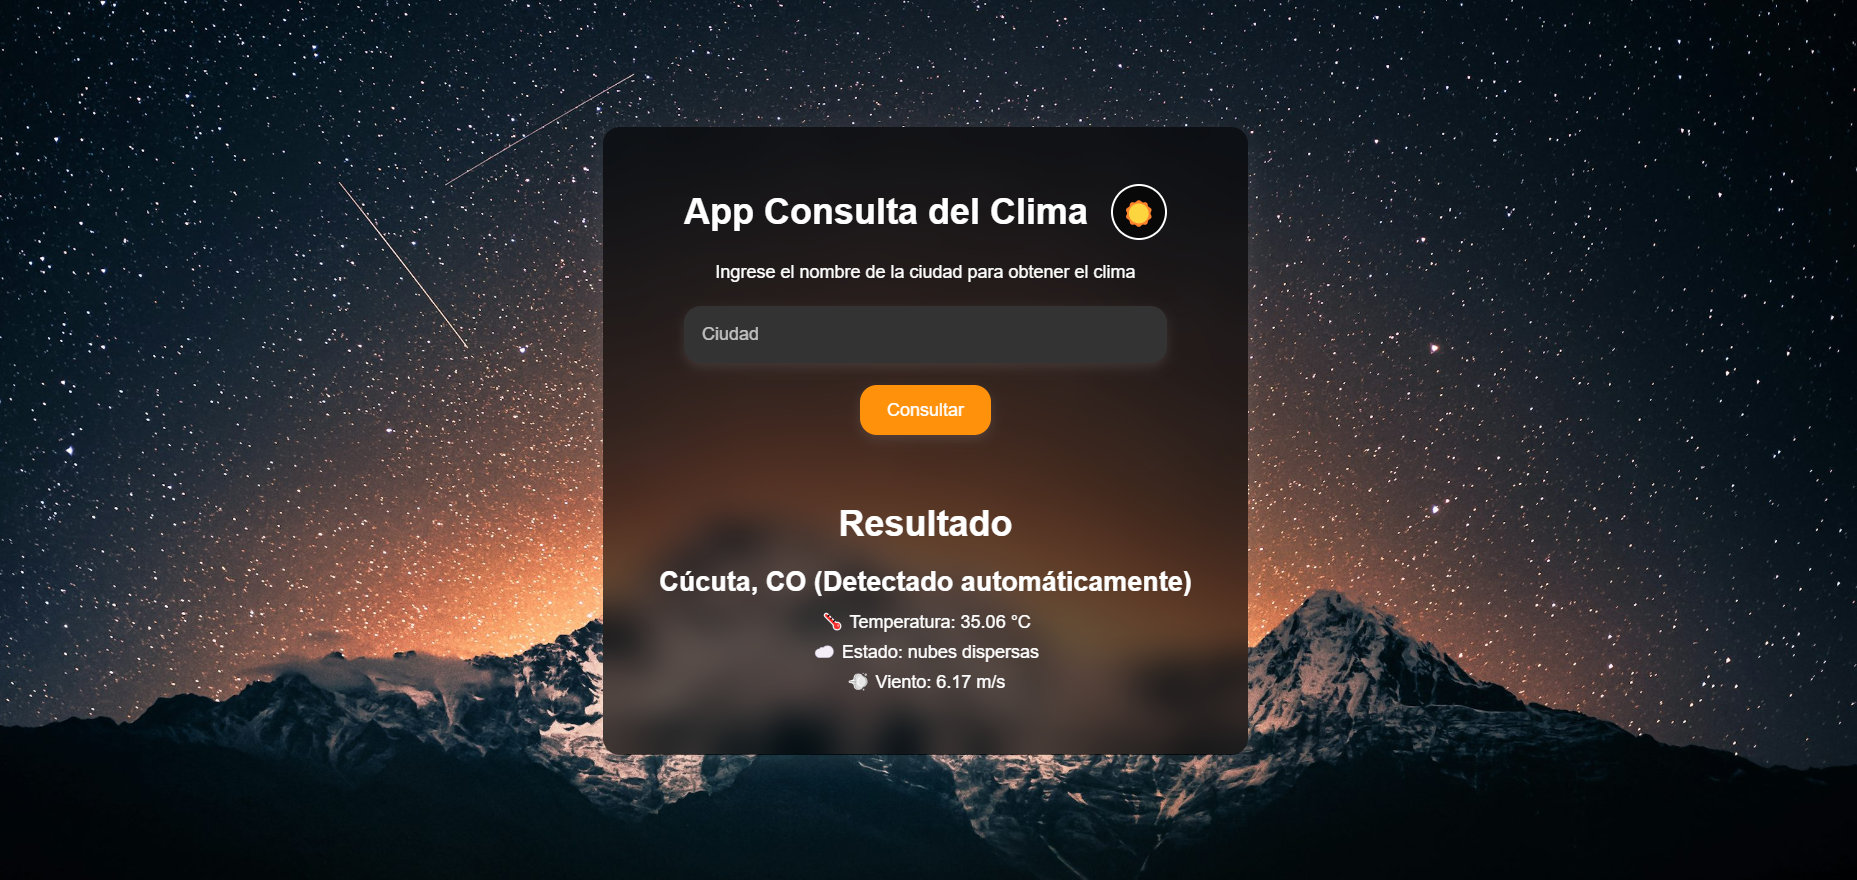 App Consulta del Clima
Ingrese el nombre de la ciudad para obtener el clima
Ciudad
Consultar
Resultado
Cúcuta, CO (Detectado automáticamente)
Temperatura: 35.06 °C
Estado: nubes dispersas
Viento: 6.17 m/s